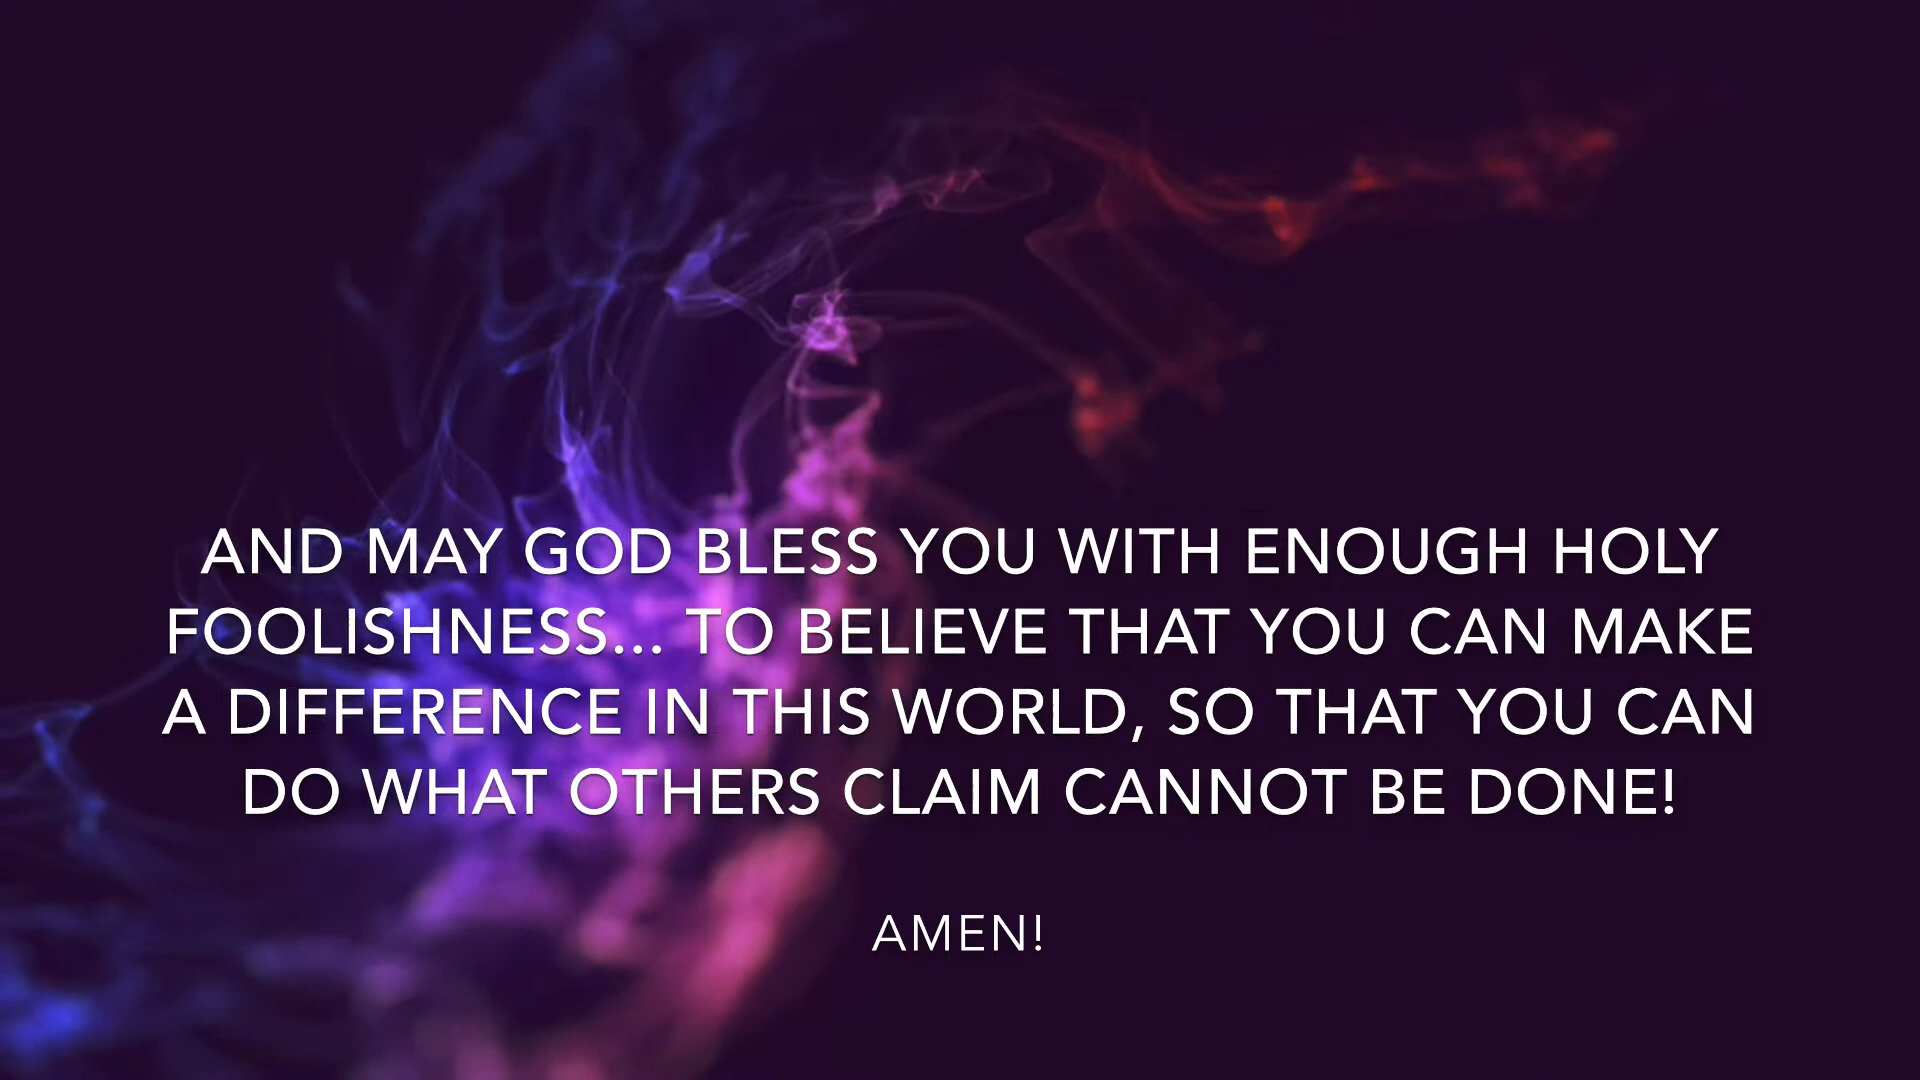 AND MAY GOD BLESS YOU WITH ENOUGH HOLY
FOOLISHNESS... TO BELIEVE THAT YOU CAN MAKE
A DIFFERENCE IN THIS WORLD, SO THAT YOU CAN
DO WHAT OTHERS CLAIM CANNOT BE DONE!
AMEN!